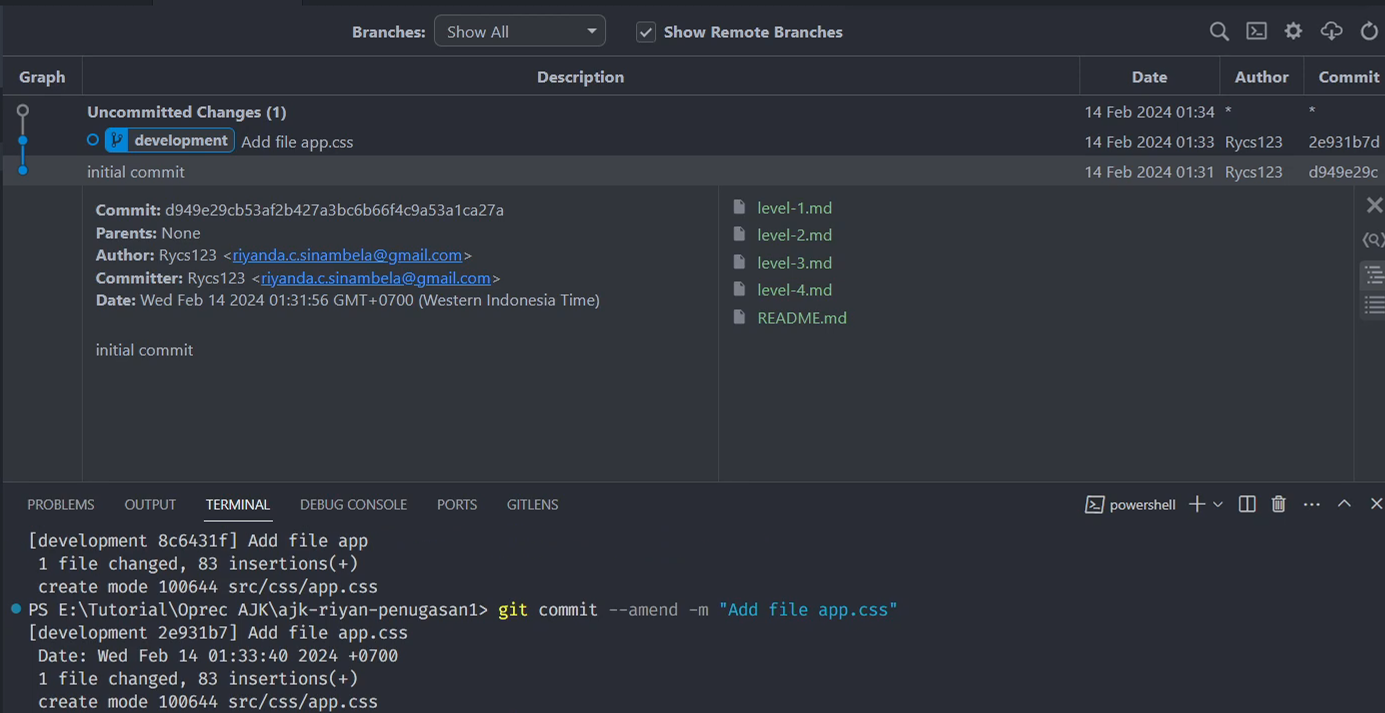 Branches: Show All Show Remote Branches
Graph Description Date Author Commit
Uncommitted Changes (1) 14 Feb 2024 01:34 * *
development Add file app.css 14 Feb 2024 01:33 Rycs123 2e931b7d
initial commit 14 Feb 2024 01:31 Rycs123 d949e29c
Commit: d949e29cb53af2b427a3bc6b66f4c9a53a1ca27a
Parents: None
Author: Rycs123 <riyanda.c.sinambela@gmail.com>
Committer: Rycs123 <riyanda.c.sinambela@gmail.com>
Date: Wed Feb 14 2024 01:31:56 GMT+0700 (Western Indonesia Time)
initial commit
level-1.md
level-2.md
level-3.md
level-4.md
README.md
PROBLEMS OUTPUT TERMINAL DEBUG CONSOLE PORTS GITLENS powershell
[development 8c6431f] Add file app
1 file changed, 83 insertions(+)
create mode 100644 src/css/app.css
PS E:\Tutorial\Oprec AJK\ajk-riyan-penugasan1> git commit --amend -m "Add file app.css"
[development 2e931b7] Add file app.css
Date: Wed Feb 14 01:33:40 2024 +0700
1 file changed, 83 insertions(+)
create mode 100644 src/css/app.css